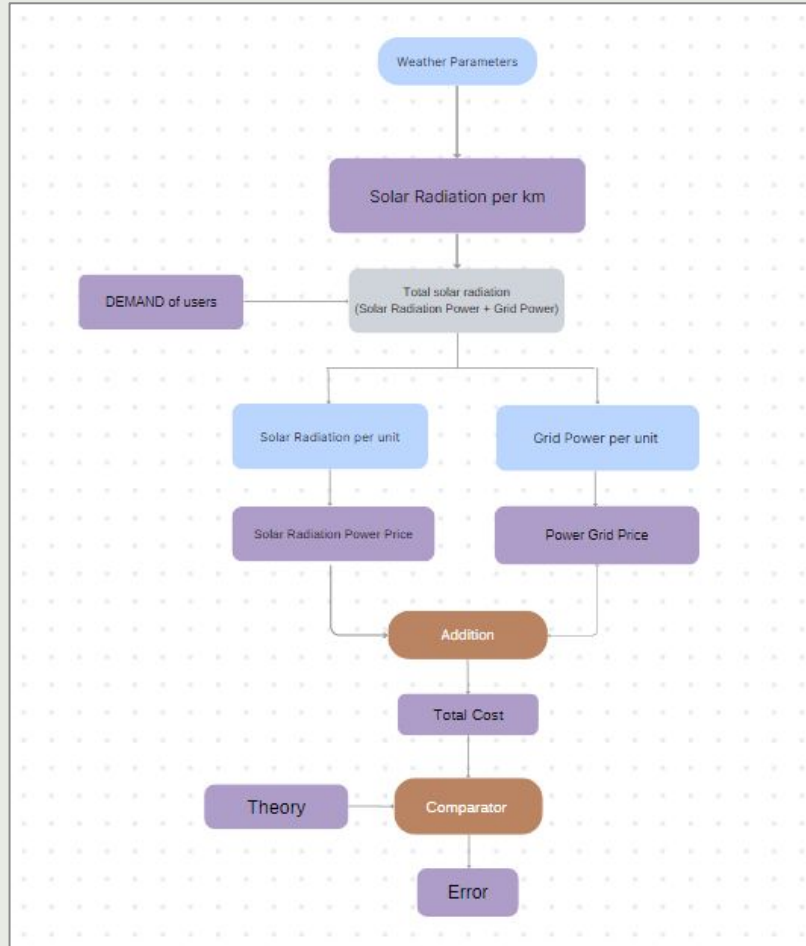 Weather Parameters
Solar Radiation per km
Total solar radiation
(Solar Radiation Power + Grid Power)
DEMAND of users
Solar Radiation per unit
Grid Power per unit
Solar Radiation Power Price
Power Grid Price
Addition
Total Cost
Theory
Comparator
Error